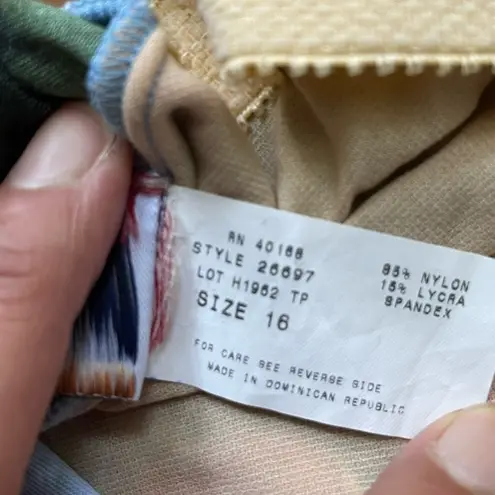 RN 40168
STYLE 26697
LOT H1962 TP
SIZE 16
85% NYLON
15% LYCRA
SPANDEX
FOR CARE SEE REVERSE SIDE
MADE IN DOMINICAN REPUBLIC